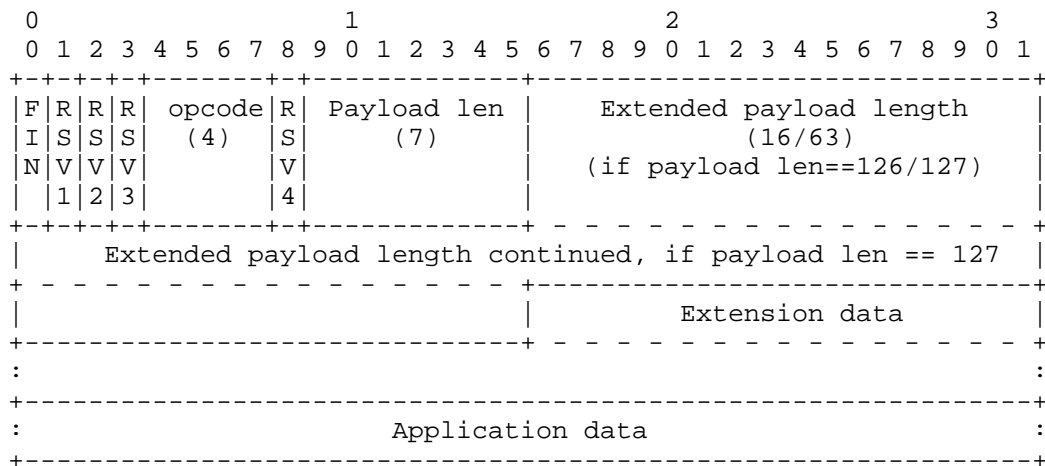 0                   1                   2                   3
 0 1 2 3 4 5 6 7 8 9 0 1 2 3 4 5 6 7 8 9 0 1 2 3 4 5 6 7 8 9 0 1
+-+-+-+-+-------+-+-------------+-------------------------------+
|F|R|R|R| opcode|R| Payload len |    Extended payload length    |
|I|S|S|S|  (4)  |S|     (7)     |             (16/63)           |
|N|V|V|V|       |V|             |   (if payload len==126/127)   |
| |1|2|3|       |4|             |                               |
+-+-+-+-+-------+-+-------------+ - - - - - - - - - - - - - - - +
|     Extended payload length continued, if payload len == 127  |
+ - - - - - - - - - - - - - - - +-------------------------------+
|                               |         Extension data        |
+-------------------------------+ - - - - - - - - - - - - - - - +
:                                                               :
+---------------------------------------------------------------+
:                       Application data                        :
+---------------------------------------------------------------+